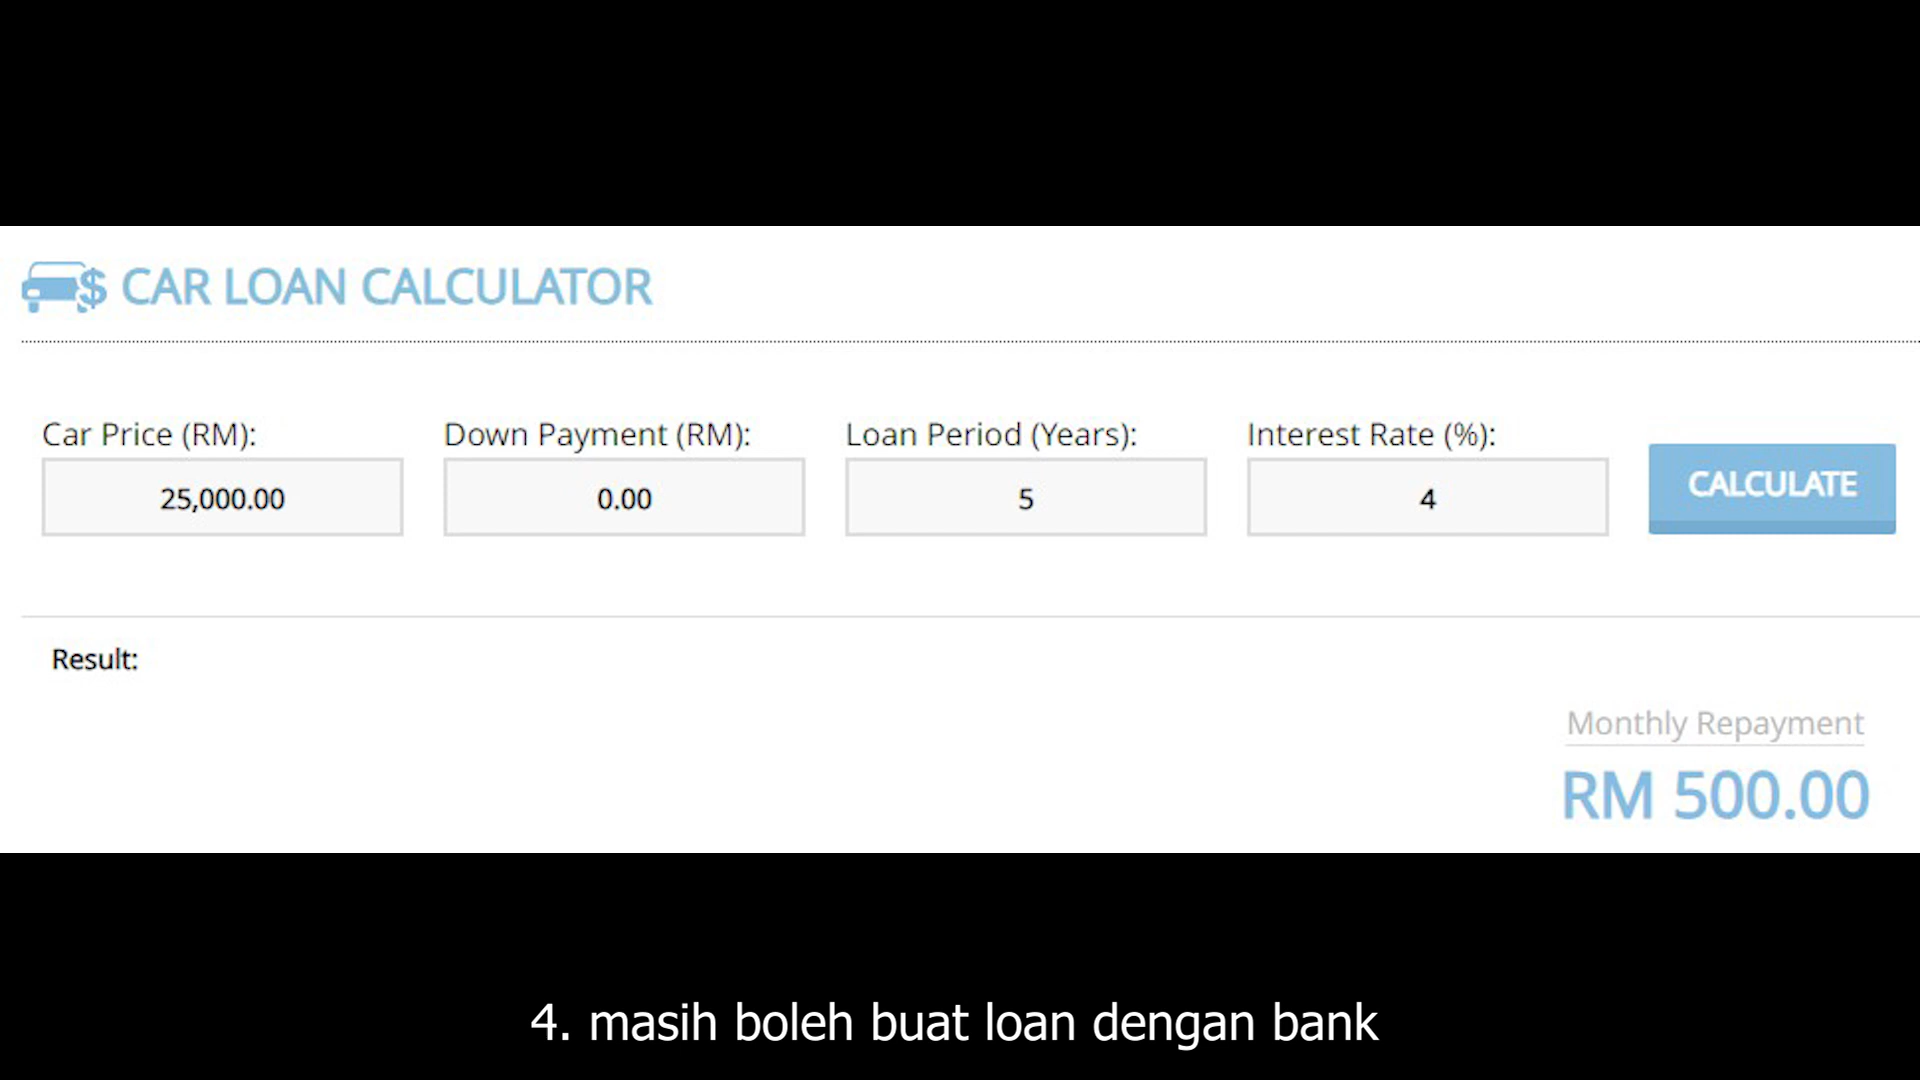 CAR LOAN CALCULATOR
Car Price (RM): Down Payment (RM): Loan Period (Years): Interest Rate (%):
25,000.00 0.00 5 4 CALCULATE
Result:
Monthly Repayment
RM 500.00
4. masih boleh buat loan dengan bank